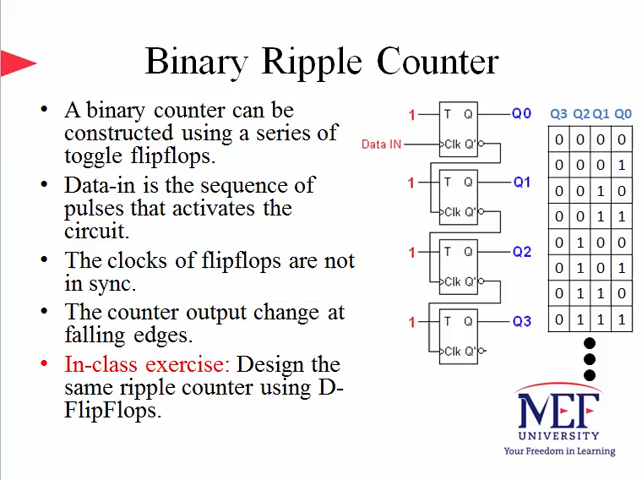 Binary Ripple Counter
• A binary counter can be
constructed using a series of
toggle flipflops.
• Data-in is the sequence of
pulses that activates the
circuit.
• The clocks of flipflops are not
in sync.
• The counter output change at
falling edges.
• In-class exercise: Design the
same ripple counter using D-
FlipFlops.
1 T Q Q0
Data IN Clk Q'
1 T Q Q1
Clk Q'
1 T Q Q2
Clk Q'
1 T Q Q3
Clk Q'
Q3 Q2 Q1 Q0
0 0 0 0
0 0 0 1
0 0 1 0
0 0 1 1
0 1 0 0
0 1 0 1
0 1 1 0
0 1 1 1
MEF
UNIVERSITY
Your Freedom in Learning